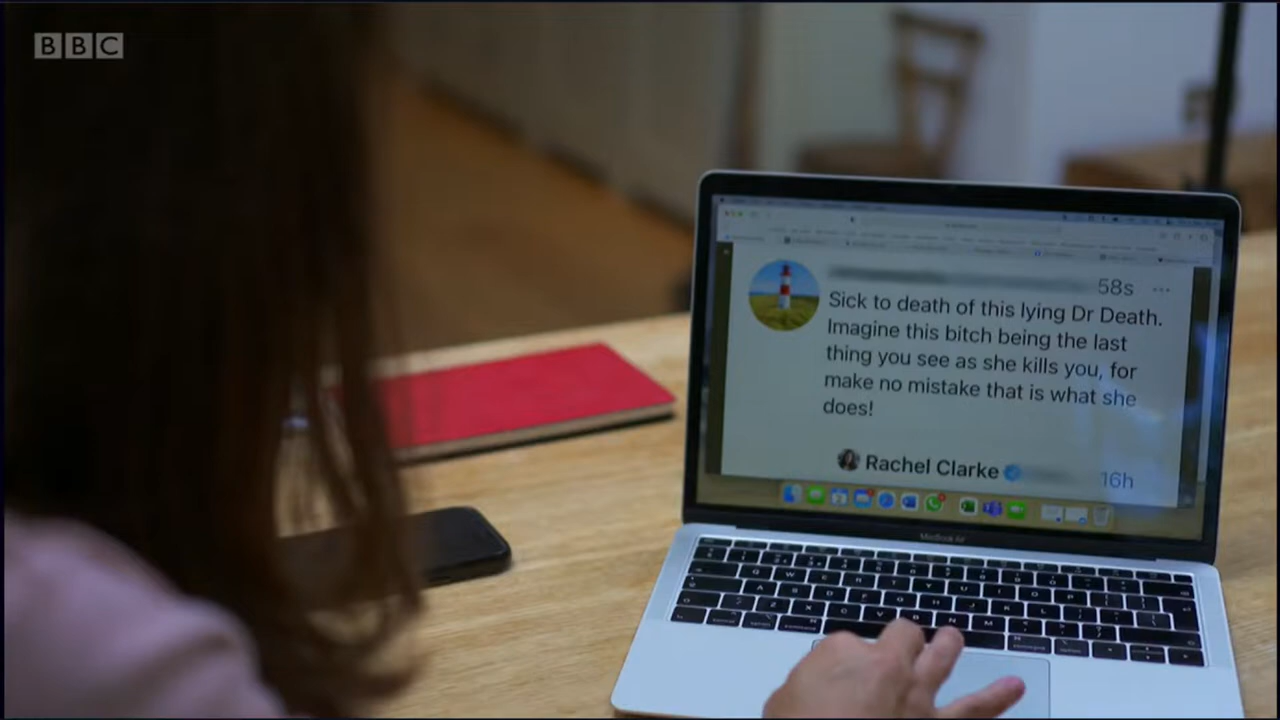 BBC
58s
Sick to death of this lying Dr Death.
Imagine this bitch being the last
thing you see as she kills you, for
make no mistake that is what she
does!
Rachel Clarke
16h
MacBook Air